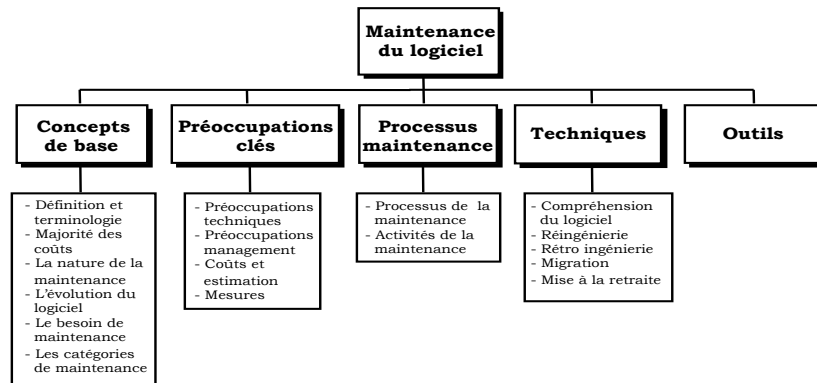 Maintenance
du logiciel
Concepts
de base
Préoccupations
clés
Processus
maintenance
Techniques
Outils
- Définition et
terminologie
- Majorité des
coûts
- La nature de la
maintenance
- L'évolution du
logiciel
- Le besoin de
maintenance
- Les catégories
de maintenance
- Préoccupations
techniques
- Préoccupations
management
- Coûts et
estimation
- Mesures
- Processus de la
maintenance
- Activités de la
maintenance
- Compréhension
du logiciel
- Réingénierie
- Rétro ingénierie
- Migration
- Mise à la retraite